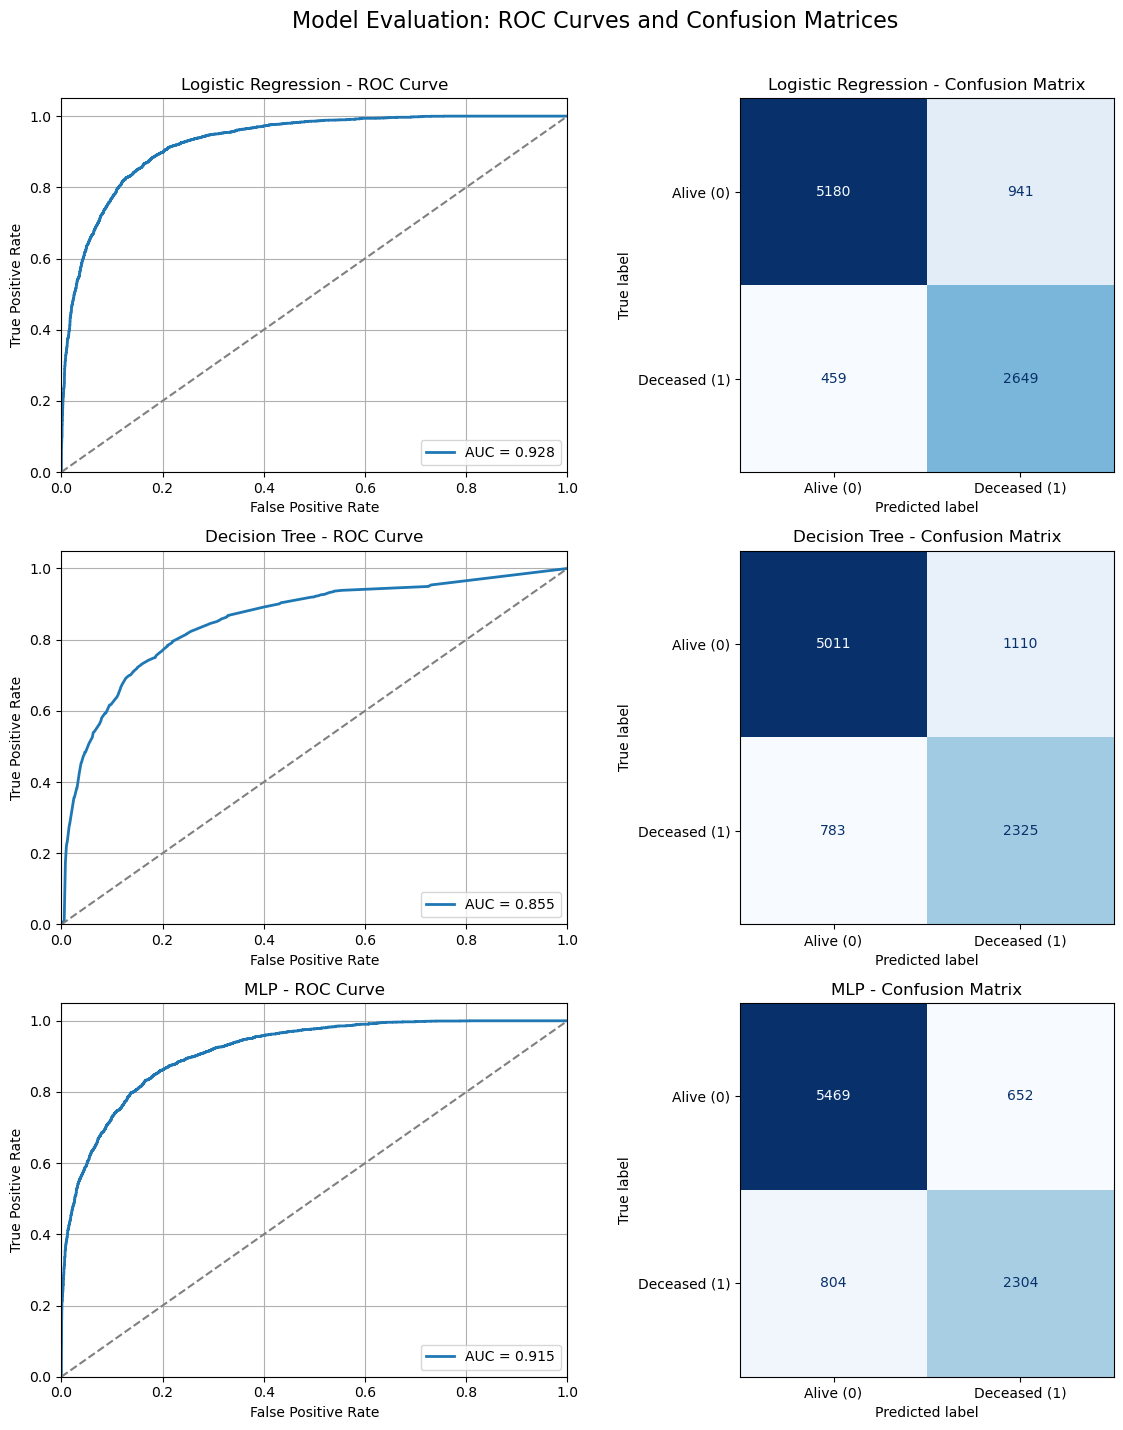 Model Evaluation: ROC Curves and Confusion Matrices
Logistic Regression - ROC Curve
1.0
0.8
0.6
0.4
0.2
0.0
True Positive Rate
AUC = 0.928
0.0 0.2 0.4 0.6 0.8 1.0
False Positive Rate
Logistic Regression - Confusion Matrix
Alive (0) 5180 941
True label
Deceased (1) 459 2649
Alive (0) Deceased (1)
Predicted label
Decision Tree - ROC Curve
1.0
0.8
0.6
0.4
0.2
0.0
True Positive Rate
AUC = 0.855
0.0 0.2 0.4 0.6 0.8 1.0
False Positive Rate
Decision Tree - Confusion Matrix
Alive (0) 5011 1110
True label
Deceased (1) 783 2325
Alive (0) Deceased (1)
Predicted label
MLP - ROC Curve
1.0
0.8
0.6
0.4
0.2
0.0
True Positive Rate
AUC = 0.915
0.0 0.2 0.4 0.6 0.8 1.0
False Positive Rate
MLP - Confusion Matrix
Alive (0) 5469 652
True label
Deceased (1) 804 2304
Alive (0) Deceased (1)
Predicted label